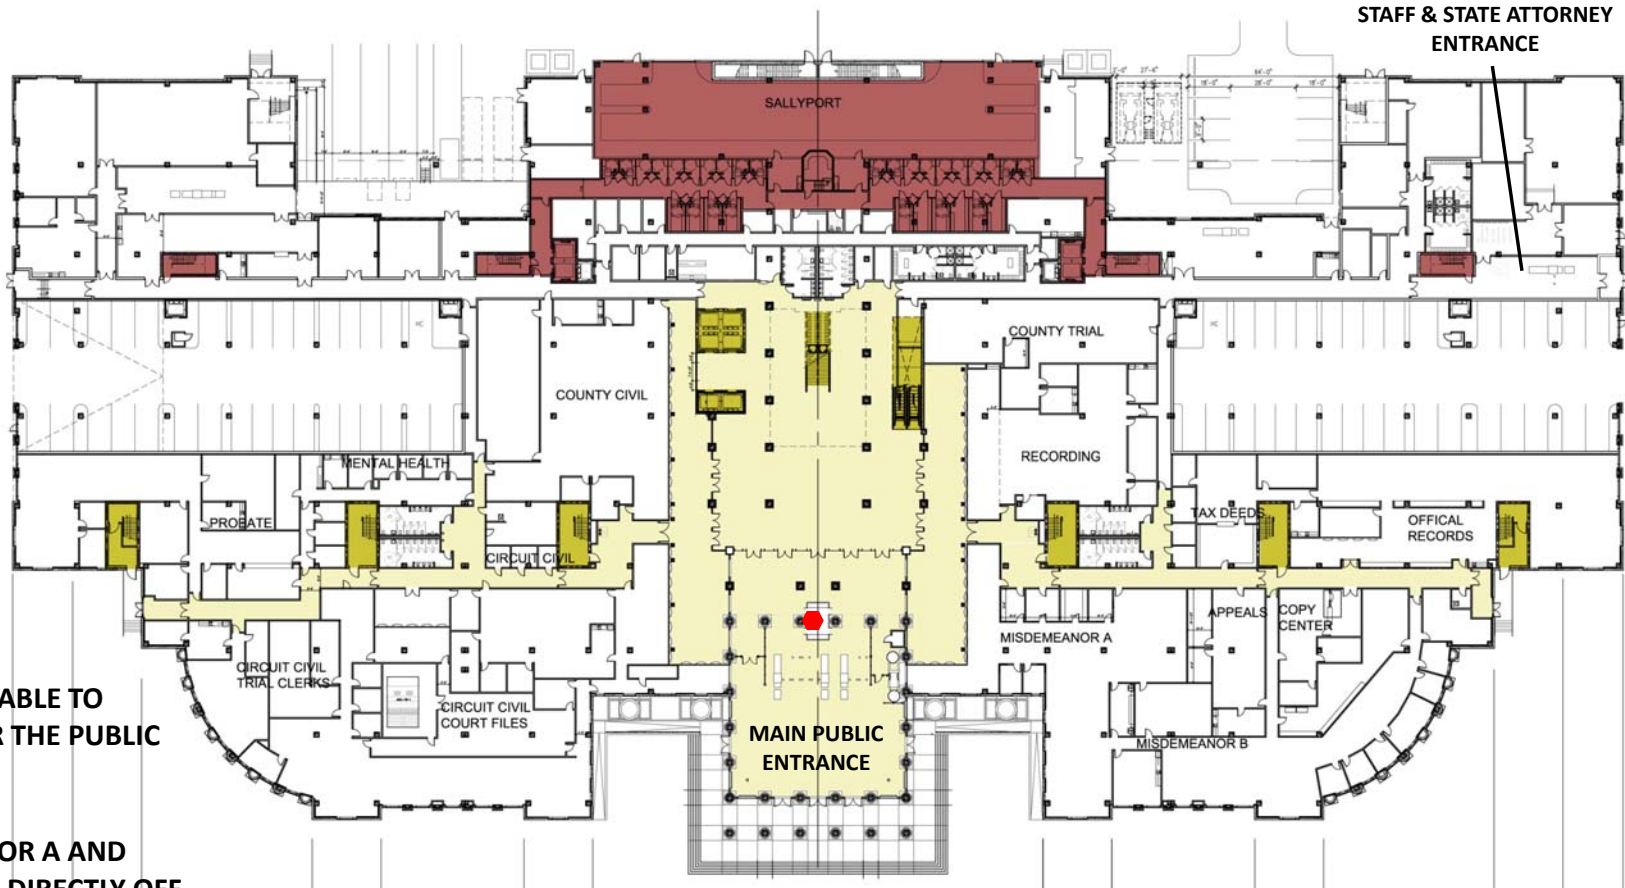 STAFF & STATE ATTORNEY
ENTRANCE
SALLYPORT
COUNTY TRIAL
COUNTY CIVIL
RECORDING
MENTAL HEALTH
PROBATE
CIRCUIT CIVIL
TAX DEEDS
OFFICAL
RECORDS
APPEALS
COPY
CENTER
MISDEMEANOR A
CIRCUIT CIVIL
TRIAL CLERKS
CIRCUIT CIVIL
COURT FILES
MISDEMEANOR B
MAIN PUBLIC
ENTRANCE
ABLE TO
R THE PUBLIC
OR A AND
DIRECTLY OFF